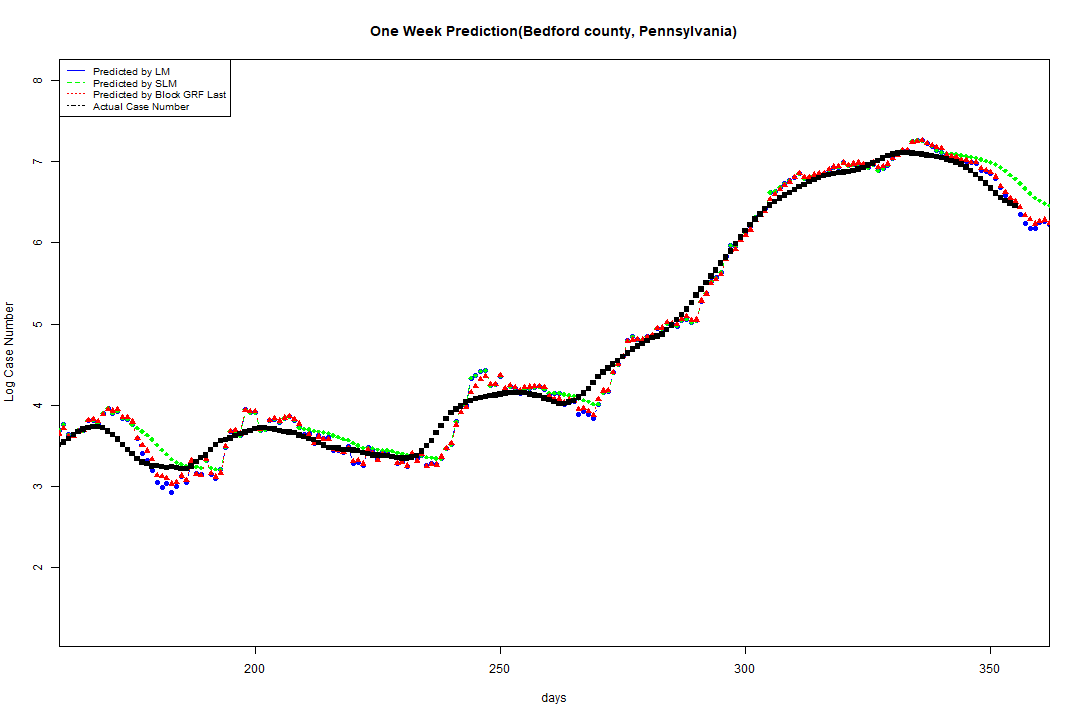 One Week Prediction(Bedford county, Pennsylvania)
Predicted by LM
Predicted by SLM
Predicted by Block GRF Last
Actual Case Number
8
7
6
5
4
3
2
Log Case Number
200
250
300
350
days